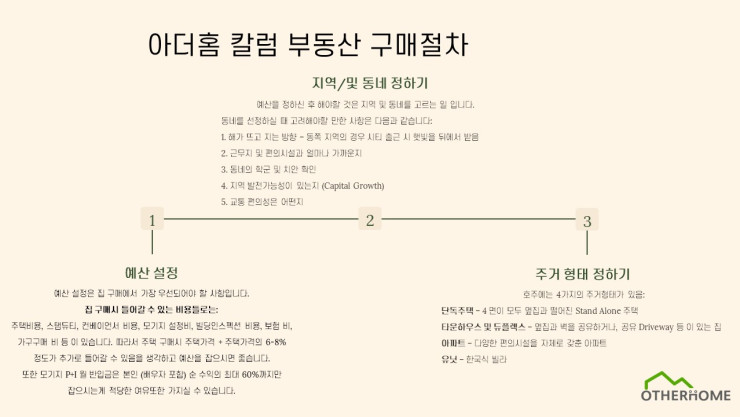 아더홈 칼럼 부동산 구매절차
지역/및 동네 정하기
예산을 정하신 후 해야할 것은 지역 및 동네를 고르는 일 입니다.
동네를 선정하실 때 고려해야할 만한 사항은 다음과 같습니다:
1. 해가 뜨고 지는 방향 - 동쪽 지역의 경우 시티 출근 시 햇빛을 뒤에서 받음
2. 근무지 및 편의시설과 얼마나 가까운지
3. 동네의 학군 및 치안 확인
4. 지역 발전가능성이 있는지 (Capital Growth)
5. 교통 편의성은 어떤지
1
2
3
예산 설정
예산 설정은 집 구매에서 가장 우선되어야 할 사항입니다.
집 구매시 들어갈 수 있는 비용들로는:
주택비용, 스탬듀티, 컨베이언서 비용, 모기지 설정비, 빌딩인스펙션 비용, 보험 비,
가구구매 비 등 이 있습니다. 따라서 주택 구매시 주택가격 + 주택가격의 6-8%
정도가 추가로 들어갈 수 있음을 생각하고 예산을 잡으시면 좋습니다.
또한 모기지 P+I 월 반입금은 본인 (배우자 포함) 순 수익의 최대 60%까지만
잡으시는게 적당한 여유또한 가지실 수 있습니다.
주거 형태 정하기
호주에는 4가지의 주거형태가 있음:
단독주택 - 4 면이 모두 옆집과 떨어진 Stand Alone 주택
타운하우스 및 듀플렉스 - 옆집과 벽을 공유하거나, 공유 Driveway 등 이 있는 집
아파트 - 다양한 편의시설을 자체로 갖춘 아파트
유닛 - 한국식 빌라
OTHERHOME